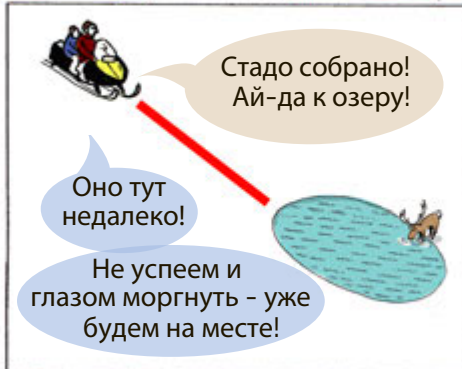 Стадо собрано!
Ай-да к озеру!
Оно тут
недалеко!
Не успеем и
глазом моргнуть - уже
будем на месте!